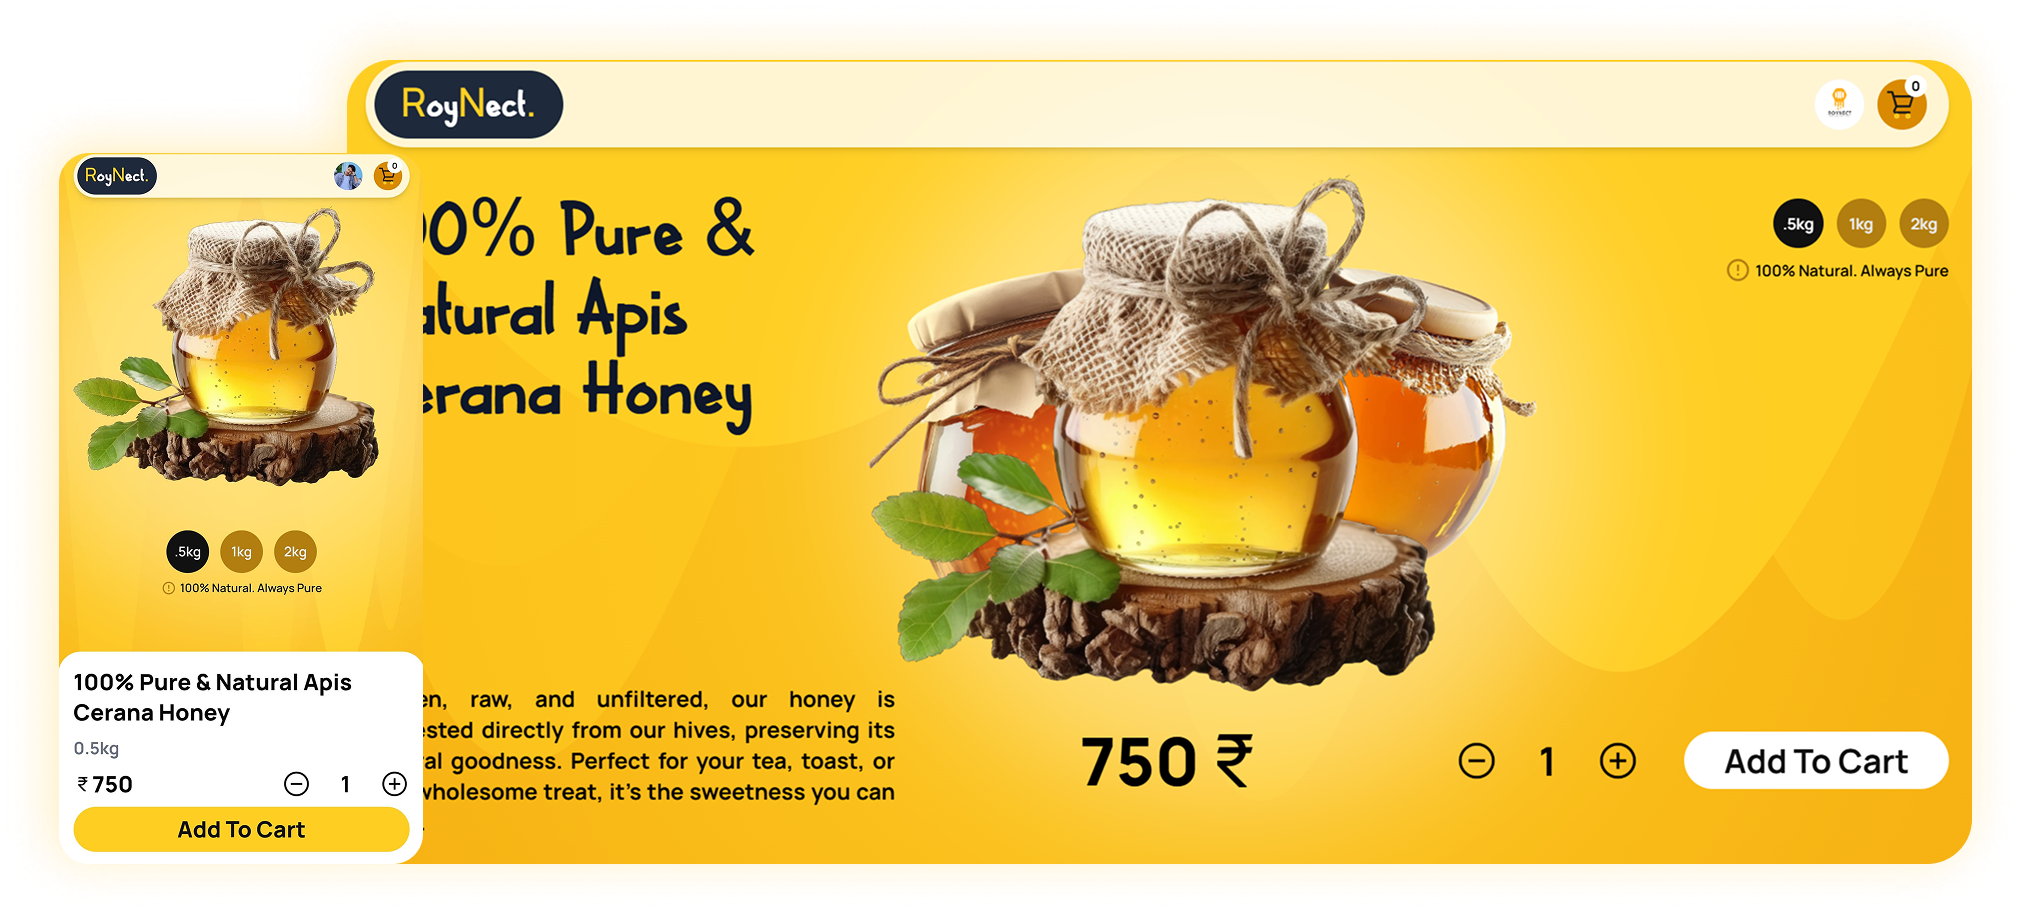 RoyNect.
0
RoyNect.
0
00% Pure &
atural Apis
erana Honey
.5kg 1kg 2kg
100% Natural. Always Pure
.5kg 1kg 2kg
100% Natural. Always Pure
100% Pure & Natural Apis
Cerana Honey
0.5kg
₹ 750
1
Add To Cart
en, raw, and unfiltered, our honey is
ested directly from our hives, preserving its
al goodness. Perfect for your tea, toast, or
wholesome treat, it's the sweetness you can
750 ₹
1
Add To Cart